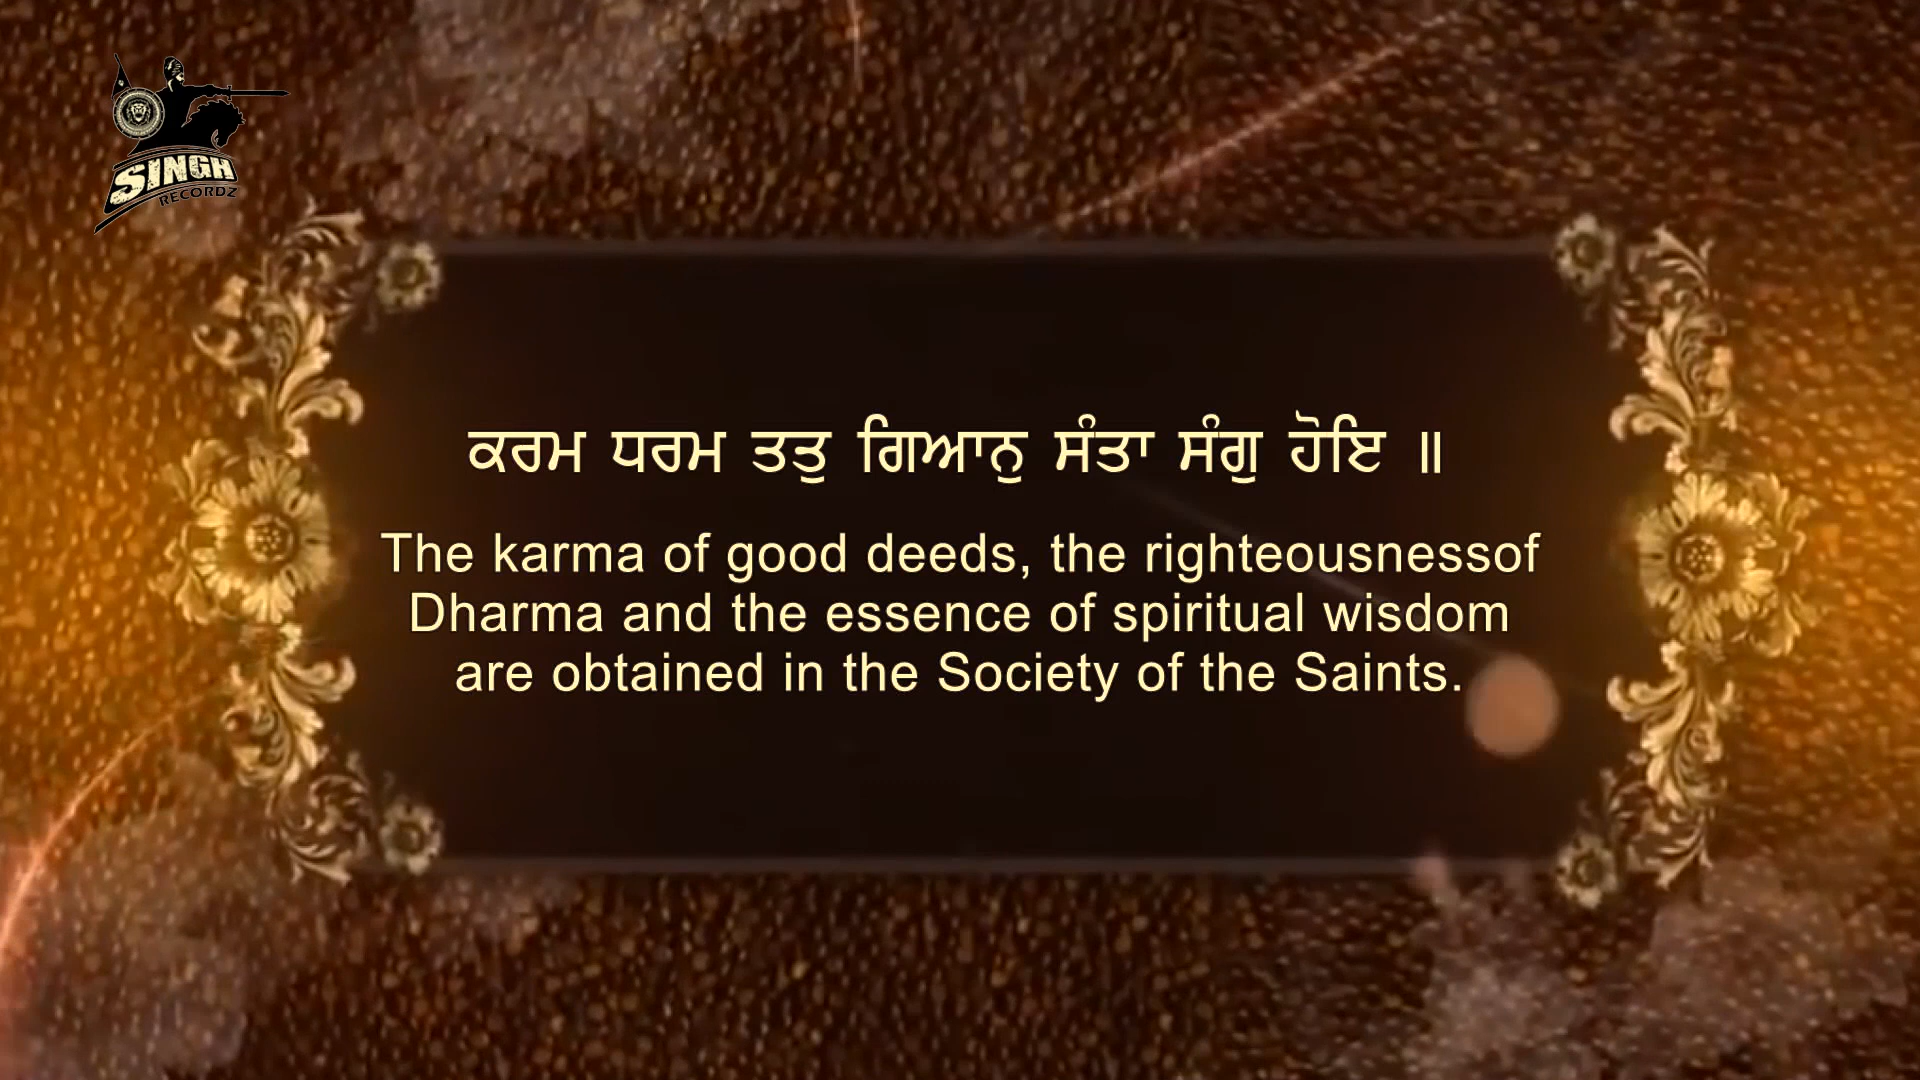 SINGH
RECORDZ
ਕਰਮ ਧਰਮ ਤਤੁ ਗਿਆਨੁ ਸੰਤਾ ਸੰਗੁ ਹੋਇ ॥
The karma of good deeds, the righteousnessof
Dharma and the essence of spiritual wisdom
are obtained in the Society of the Saints.